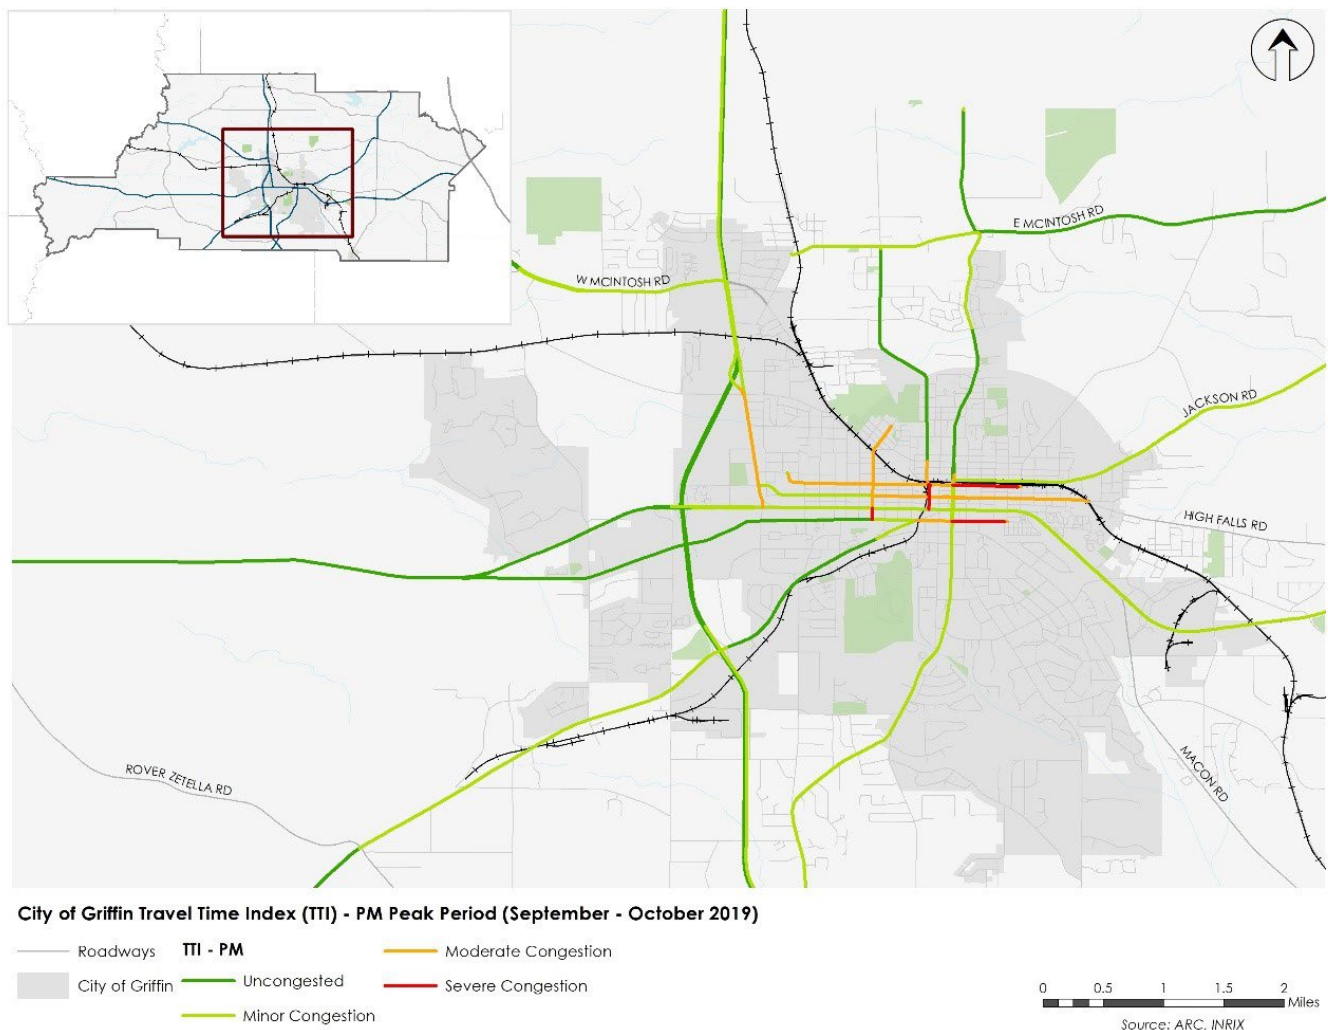 E MCINTOSH RD
W MCINTOSH RD
JACKSON RD
HIGH FALLS RD
MACON RD
ROVER ZETELLA RD
City of Griffin Travel Time Index (TTI) - PM Peak Period (September - October 2019)
Roadways
TTI - PM
Moderate Congestion
City of Griffin
Uncongested
Severe Congestion
Minor Congestion
0 0.5 1 1.5 2
Miles
Source: ARC, INRIX